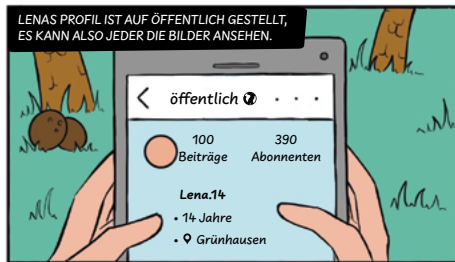 LENAS PROFIL IST AUF ÖFFENTLICH GESTELLT,
ES KANN ALSO JEDER DIE BILDER ANSEHEN.
öffentlich
100 390
Beiträge Abonnenten
Lena.14
• 14 Jahre
• Grünhausen